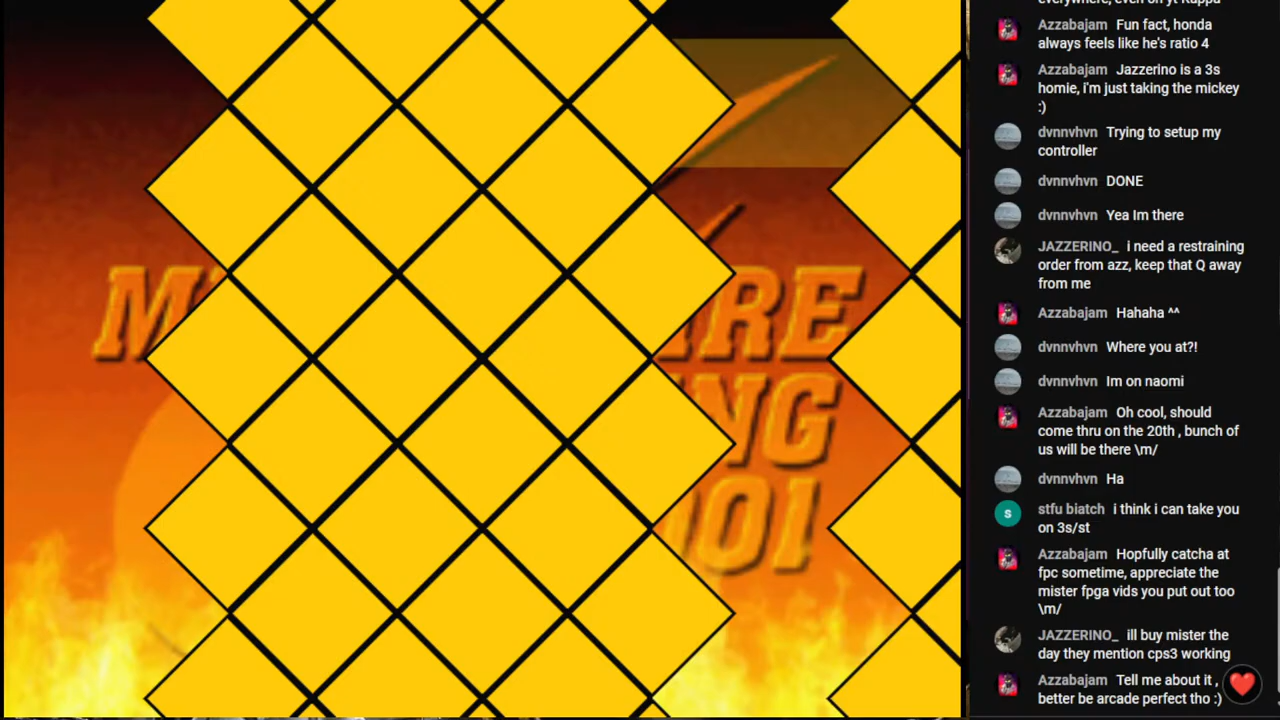 everywhere, even on yt Kappa
Azzabajam Fun fact, honda
always feels like he's ratio 4
Azzabajam Jazzerino is a 3s
homie, i'm just taking the mickey
:)
dvnnvhvn Trying to setup my
controller
dvnnvhvn DONE
dvnnvhvn Yea Im there
JAZZERINO_ i need a restraining
order from azz, keep that Q away
from me
Azzabajam Hahaha ^^
dvnnvhvn Where you at?!
dvnnvhvn Im on naomi
Azzabajam Oh cool, should
come thru on the 20th , bunch of
us will be there \m/
dvnnvhvn Ha
S stfu biatch i think i can take you
on 3s/st
Azzabajam Hopfully catcha at
fpc sometime, appreciate the
mister fpga vids you put out too
\m/
JAZZERINO_ ill buy mister the
day they mention cps3 working
Azzabajam Tell me about it ,
better be arcade perfect tho :)